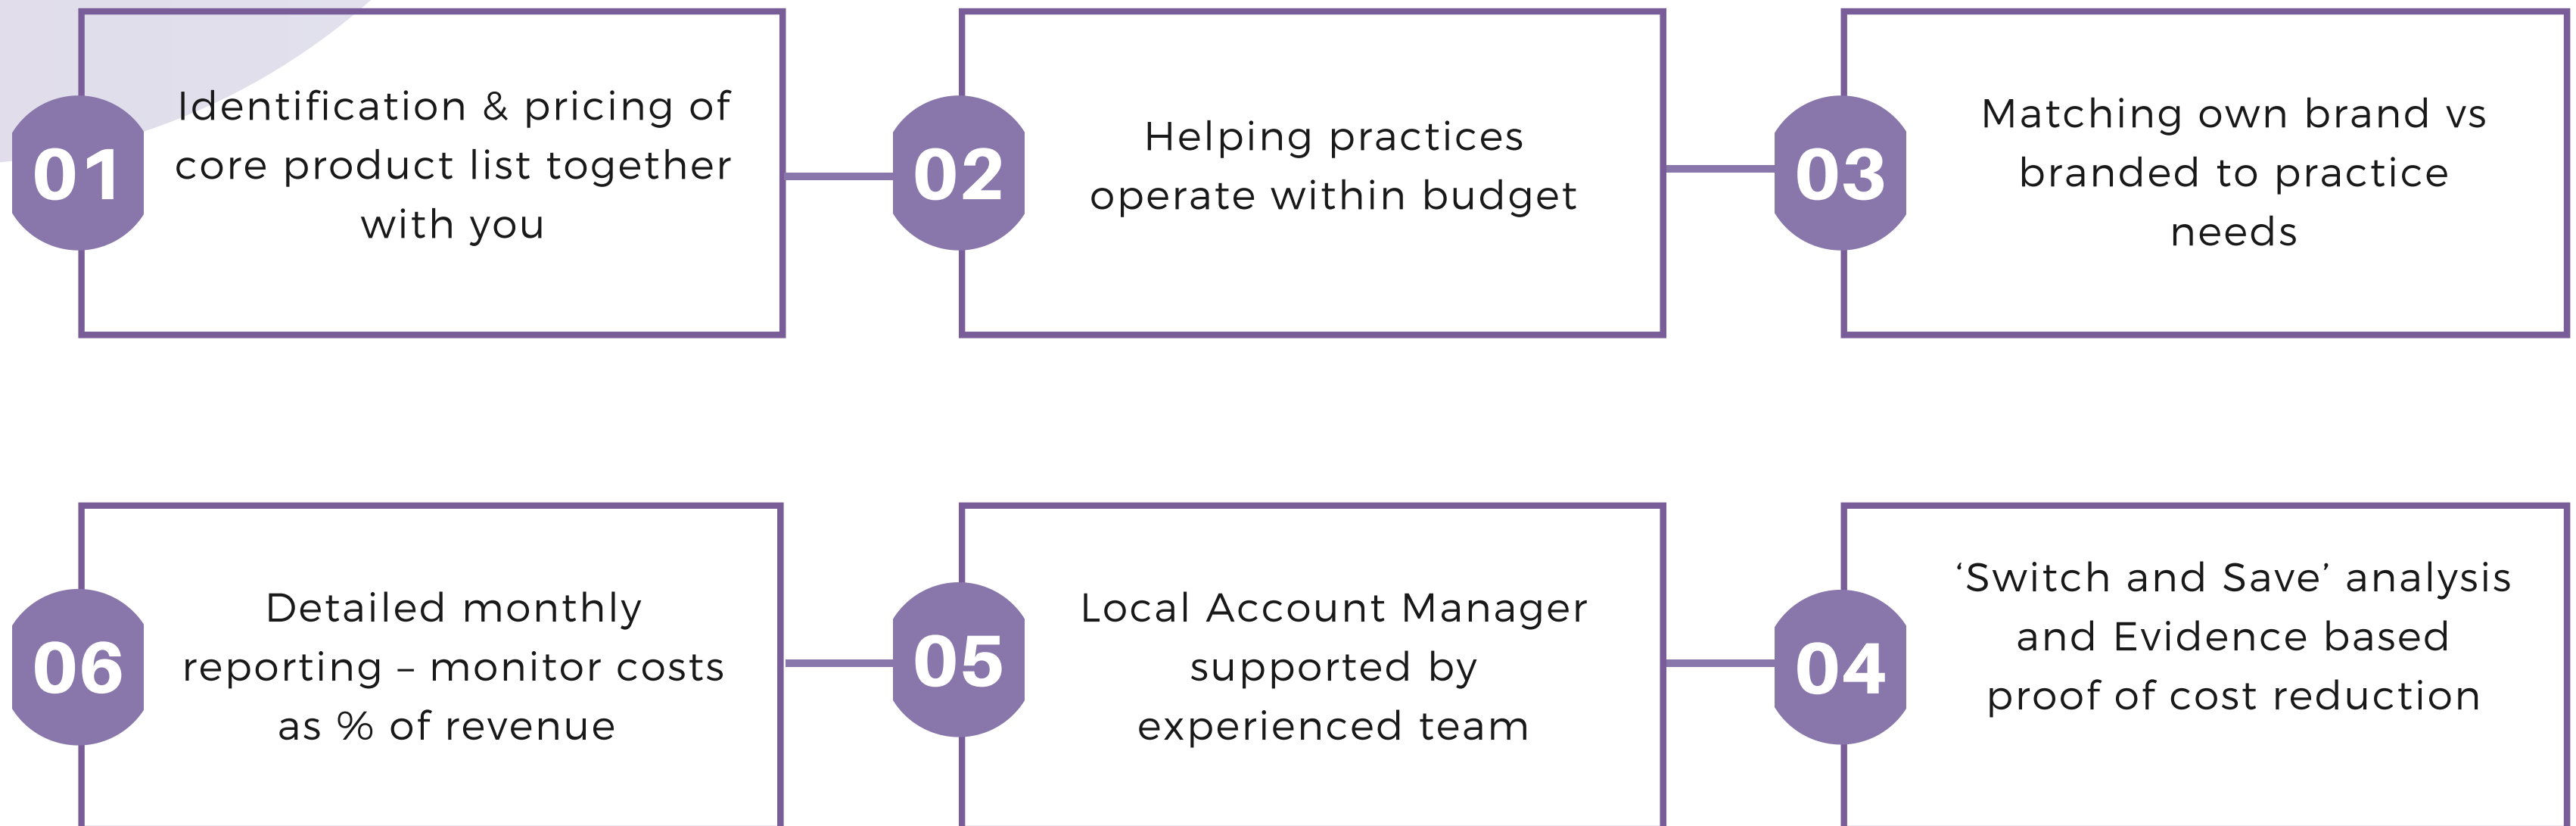 01
Identification & pricing of
core product list together
with you
02
Helping practices
operate within budget
03
Matching own brand vs
branded to practice
needs
06
Detailed monthly
reporting – monitor costs
as % of revenue
05
Local Account Manager
supported by
experienced team
04
‘Switch and Save’ analysis
and Evidence based
proof of cost reduction